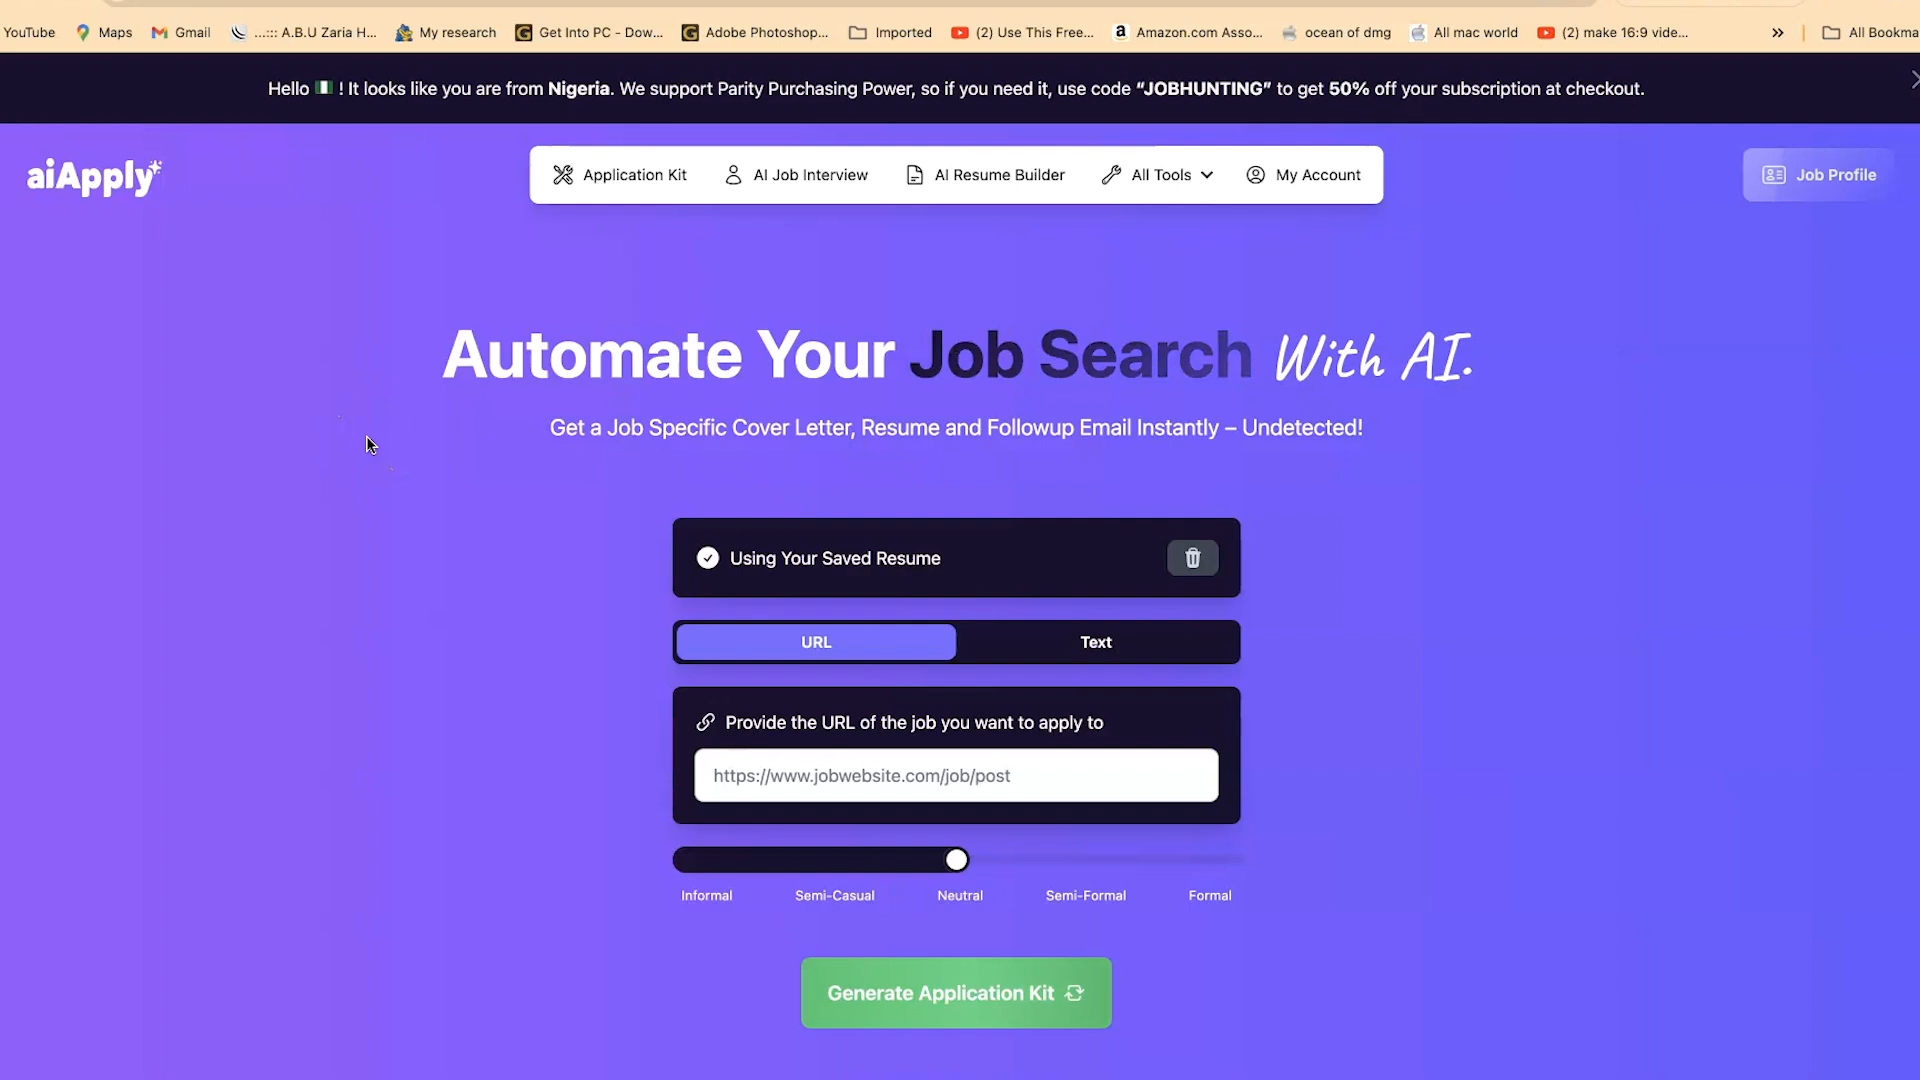 YouTube Maps Gmail ...::: A.B.U Zaria H... My research Get Into PC - Dow... Adobe Photoshop... Imported (2) Use This Free... Amazon.com Asso... ocean of dmg All mac world (2) make 16:9 vide... » All Bookma
Hello 🇳🇬 ! It looks like you are from Nigeria. We support Parity Purchasing Power, so if you need it, use code “JOBHUNTING” to get 50% off your subscription at checkout.
aiApply Application Kit AI Job Interview AI Resume Builder All Tools My Account Job Profile
Automate Your Job Search With AI.
Get a Job Specific Cover Letter, Resume and Followup Email Instantly – Undetected!
Using Your Saved Resume
URL Text
Provide the URL of the job you want to apply to
https://www.jobwebsite.com/job/post
Informal Semi-Casual Neutral Semi-Formal Formal
Generate Application Kit